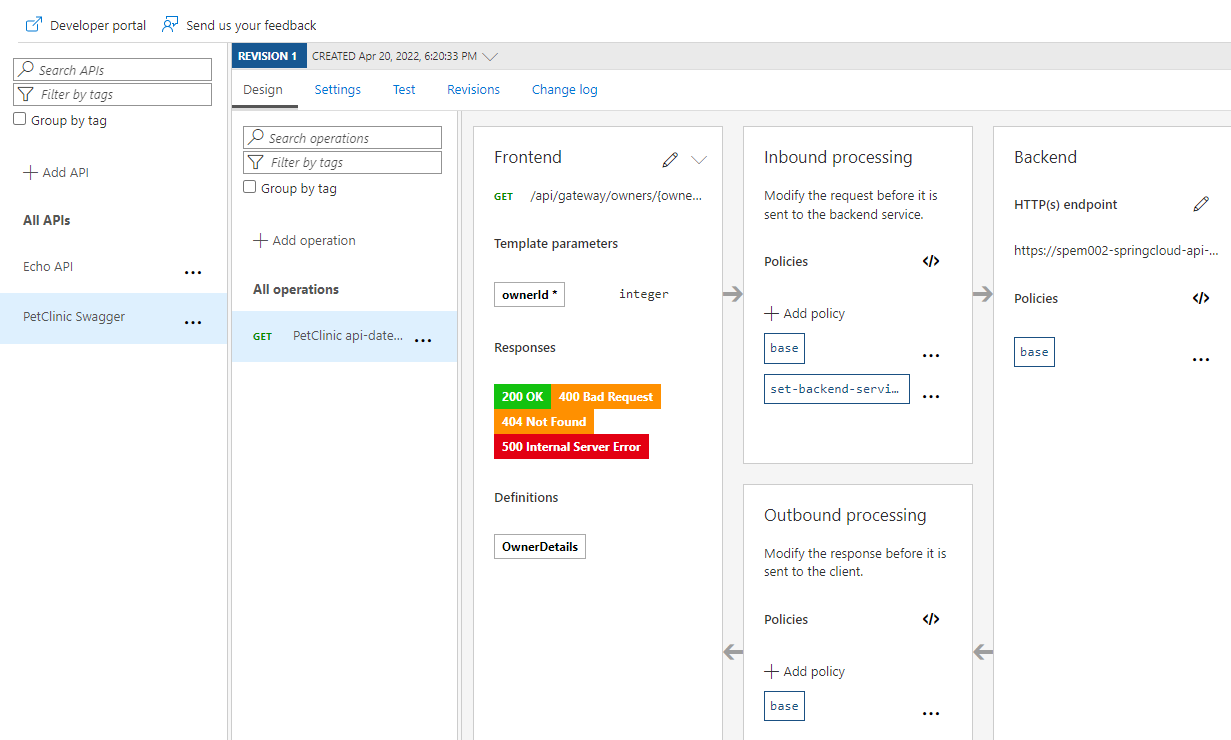 Developer portal
Send us your feedback
Search APIs
Filter by tags
Group by tag
Add API
All APIs
Echo API
PetClinic Swagger
REVISION 1
CREATED Apr 20, 2022, 6:20:33 PM
Design
Settings
Test
Revisions
Change log
Search operations
Filter by tags
Group by tag
Add operation
All operations
GET PetClinic api-date...
Frontend
GET /api/gateway/owners/{owne...
Template parameters
ownerId * integer
Responses
200 OK 400 Bad Request
404 Not Found
500 Internal Server Error
Definitions
OwnerDetails
Inbound processing
Modify the request before it is
sent to the backend service.
Policies </>
Add policy
base
set-backend-servi...
Outbound processing
Modify the response before it is
sent to the client.
Policies </>
Add policy
base
Backend
HTTP(s) endpoint
https://spem002-springcloud-api-...
Policies </>
base